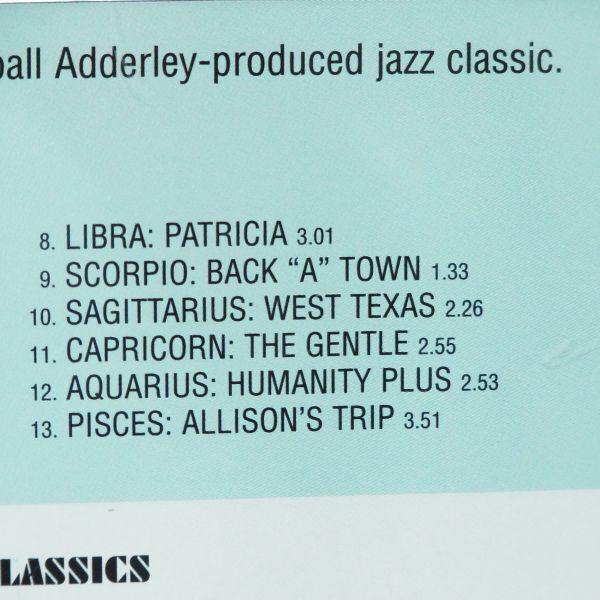 ball Adderley-produced jazz classic.
8. LIBRA: PATRICIA 3.01
9. SCORPIO: BACK “A” TOWN 1.33
10. SAGITTARIUS: WEST TEXAS 2.26
11. CAPRICORN: THE GENTLE 2.55
12. AQUARIUS: HUMANITY PLUS 2.53
13. PISCES: ALLISON’S TRIP 3.51
LASSICS